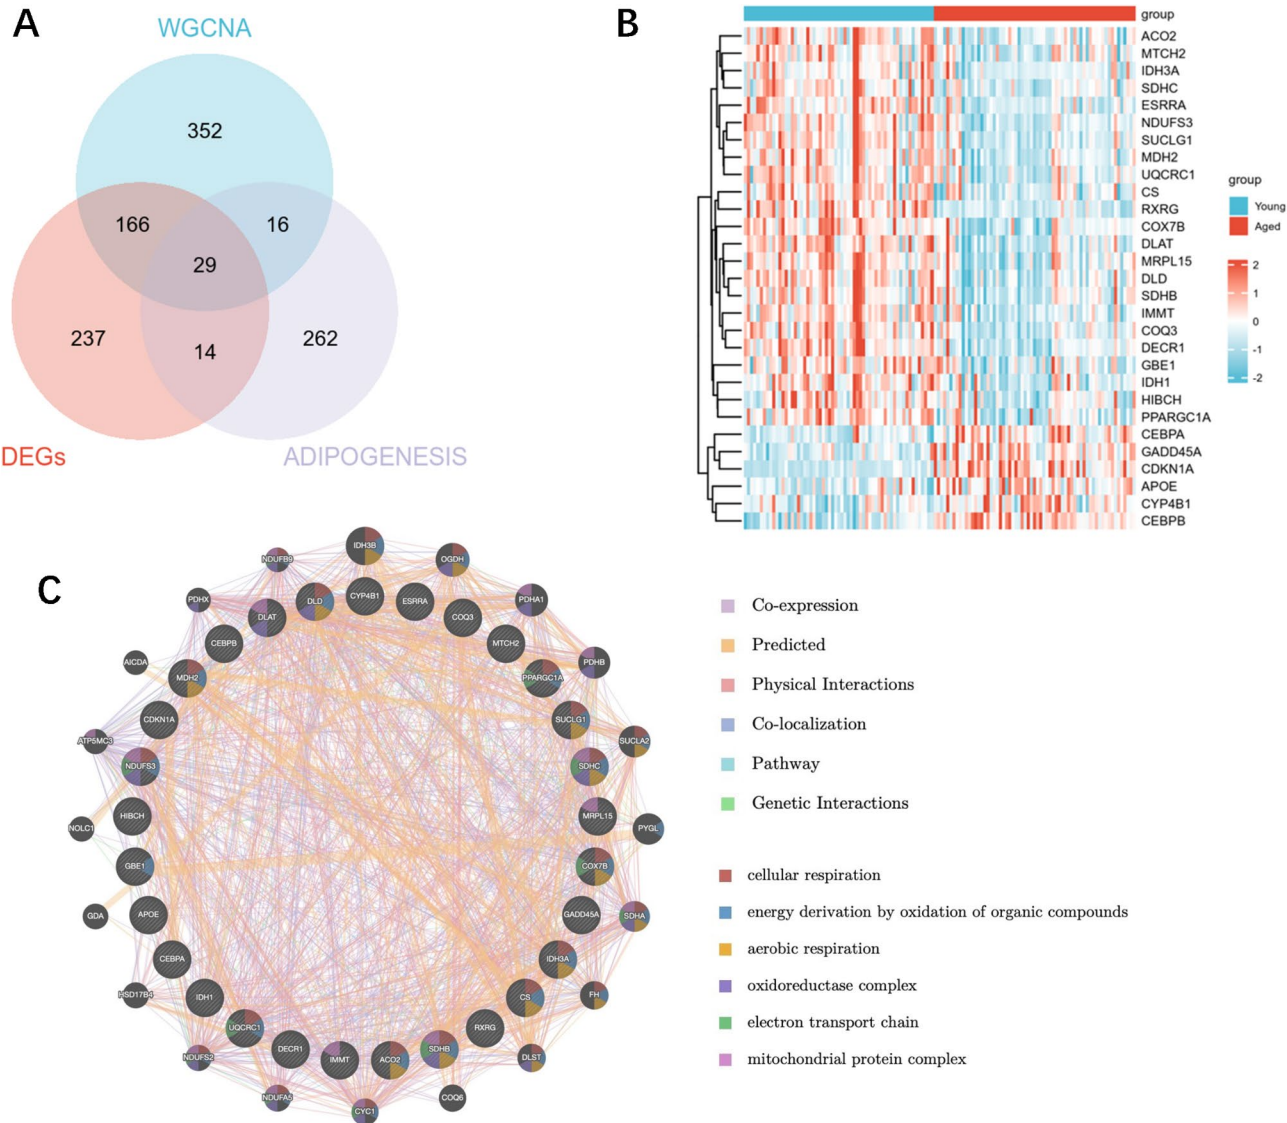 A
WGCNA
352
166
16
29
237
14
262
DEGs
ADIPOGENESIS
B
group
ACO2
MTCH2
IDH3A
SDHC
ESRRA
NDUFS3
SUCLG1
MDH2
UQCRC1
CS
RXRG
COX7B
DLAT
MRPL15
DLD
SDHB
IMMT
COQ3
DECR1
GBE1
IDH1
HIBCH
PPARGC1A
CEBPA
GADD45A
CDKN1A
APOE
CYP4B1
CEBPB
group
Young
Aged
2
1
0
-1
-2
C
IDH3B
NDUFB9
OGDH
PDHX
DLD
CYP4B1
ESRRA
PDHA1
DLAT
COQ3
CEBPB
MTCH2
AICDA
PDHB
MDH2
PPARGC1A
CDKN1A
SUCLG1
ATP5MC3
SUCLA2
NDUFS3
SDHC
HIBCH
MRPL15
NOLC1
PYGL
GBE1
COX7B
GDA
APOE
GADD45A
SDHA
CEBPA
IDH3A
HSD17B4
IDH1
CS
FH
UQCRC1
RXRG
DECR1
IMMT
ACO2
SDHB
NDUFS2
DLST
NDUFA5
COQ6
CYC1
Co-expression
Predicted
Physical Interactions
Co-localization
Pathway
Genetic Interactions
cellular respiration
energy derivation by oxidation of organic compounds
aerobic respiration
oxidoreductase complex
electron transport chain
mitochondrial protein complex